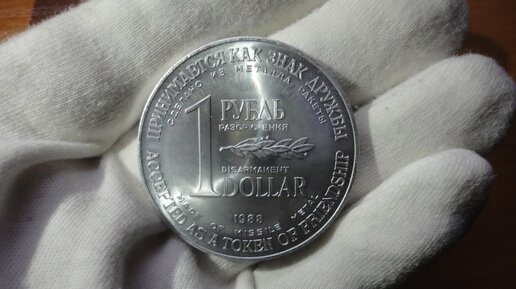 ПРИНИМАЕТСЯ КАК ЗНАК ДРУЖБЫ
СДЕЛАНО ИЗ МЕТАЛЛА РАКЕТЫ
1 РУБЛЬ
РАЗОРУЖЕНИЯ
DISARMAMENT
DOLLAR
1988
MADE OF MISSILE METAL
ACCEPTED AS A TOKEN OF FRIENDSHIP